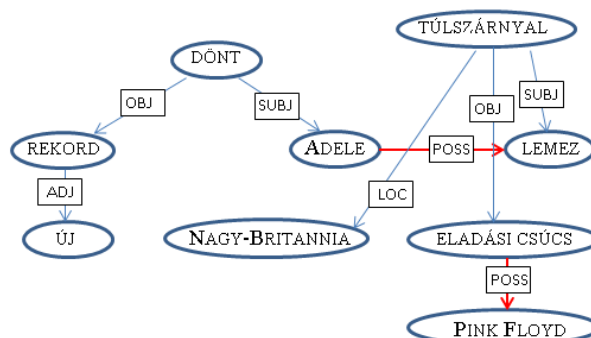 TÚLSZÁRNYAL
DÖNT
OBJ
SUBJ
OBJ
SUBJ
REKORD
ADELE
POSS
LEMEZ
ADJ
LOC
ÚJ
NAGY-BRITANNIA
ELADÁSI CSÚCS
POSS
PINK FLOYD